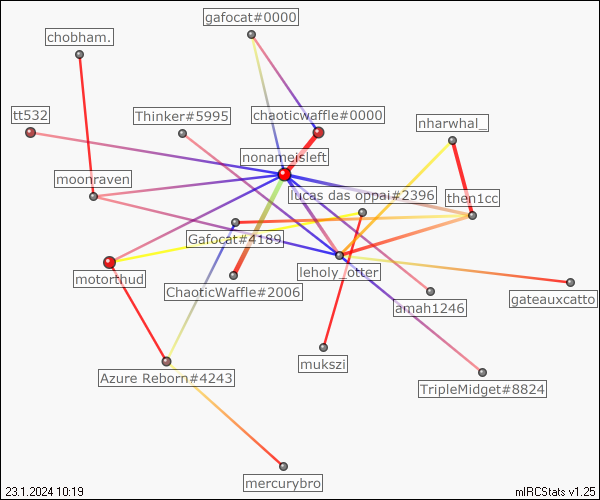 gafocat#0000
chobham.
tt532
Thinker#5995
chaoticwaffle#0000
nharwhal_
nonameisleft
moonraven
lucas das oppai#2396
then1cc
Gafocat#4189
motorthud
leholy_otter
ChaoticWaffle#2006
amah1246
gateauxcatto
mukszi
Azure Reborn#4243
TripleMidget#8824
mercurybro
23.1.2024 10:19
mIRCStats v1.25